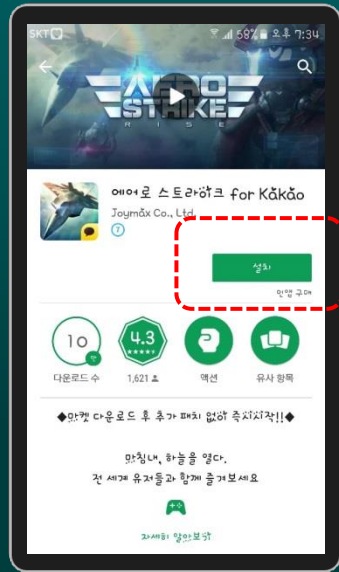 SKT 58% 오후 7:34
AERO
STRIKE
RISE
에어로 스트라이크 for Kakao
Joymax Co., Ltd.
7
설치
인앱 구매
10
4.3
다운로드 수
1,621
액션
유사 항목
◆마켓 다운로드 후 추가 패치 없이 즉시시작!!◆
마침내, 하늘을 열다.
전 세계 유저들과 함께 즐겨보세요
자세히 알아보기